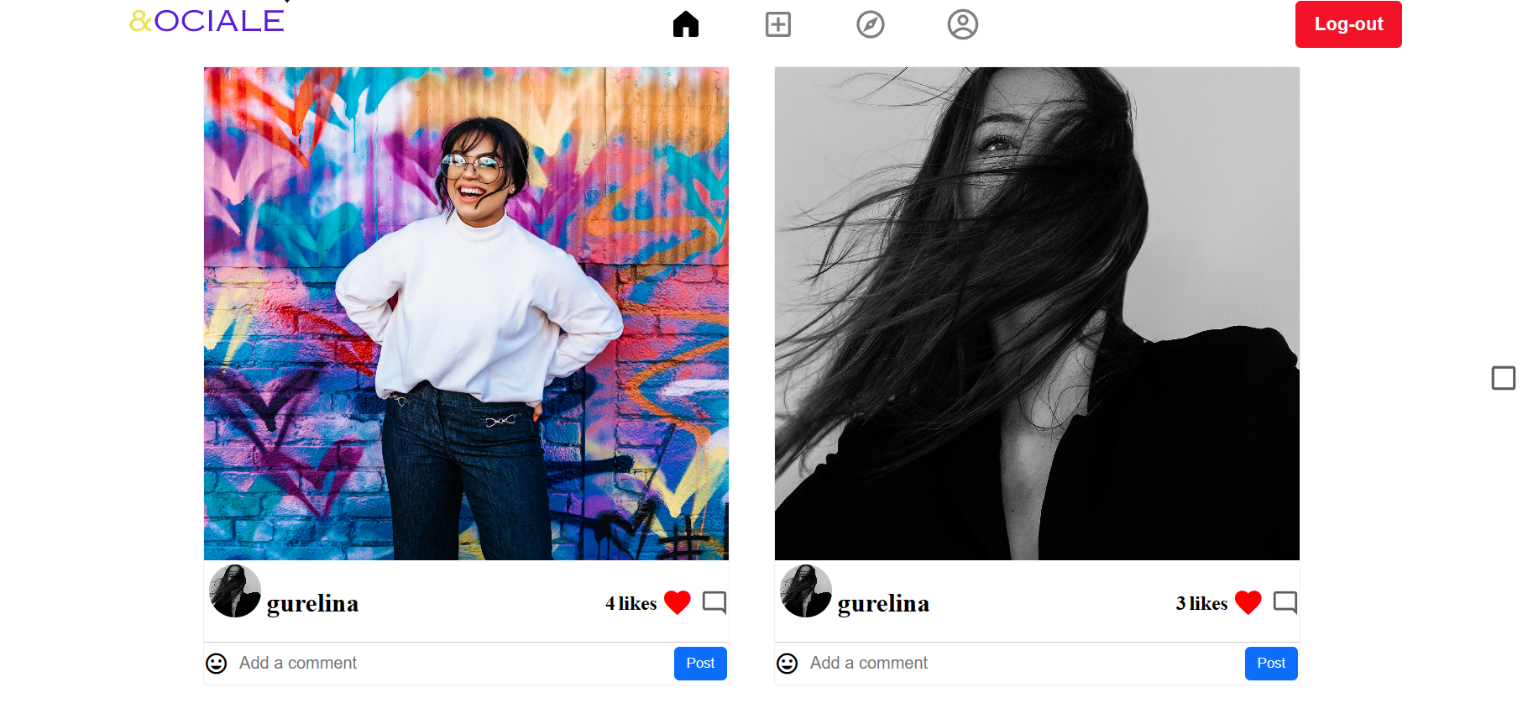 &OCIALE
Log-out
gurelina
4 likes
Add a comment
Post
gurelina
3 likes
Add a comment
Post
#